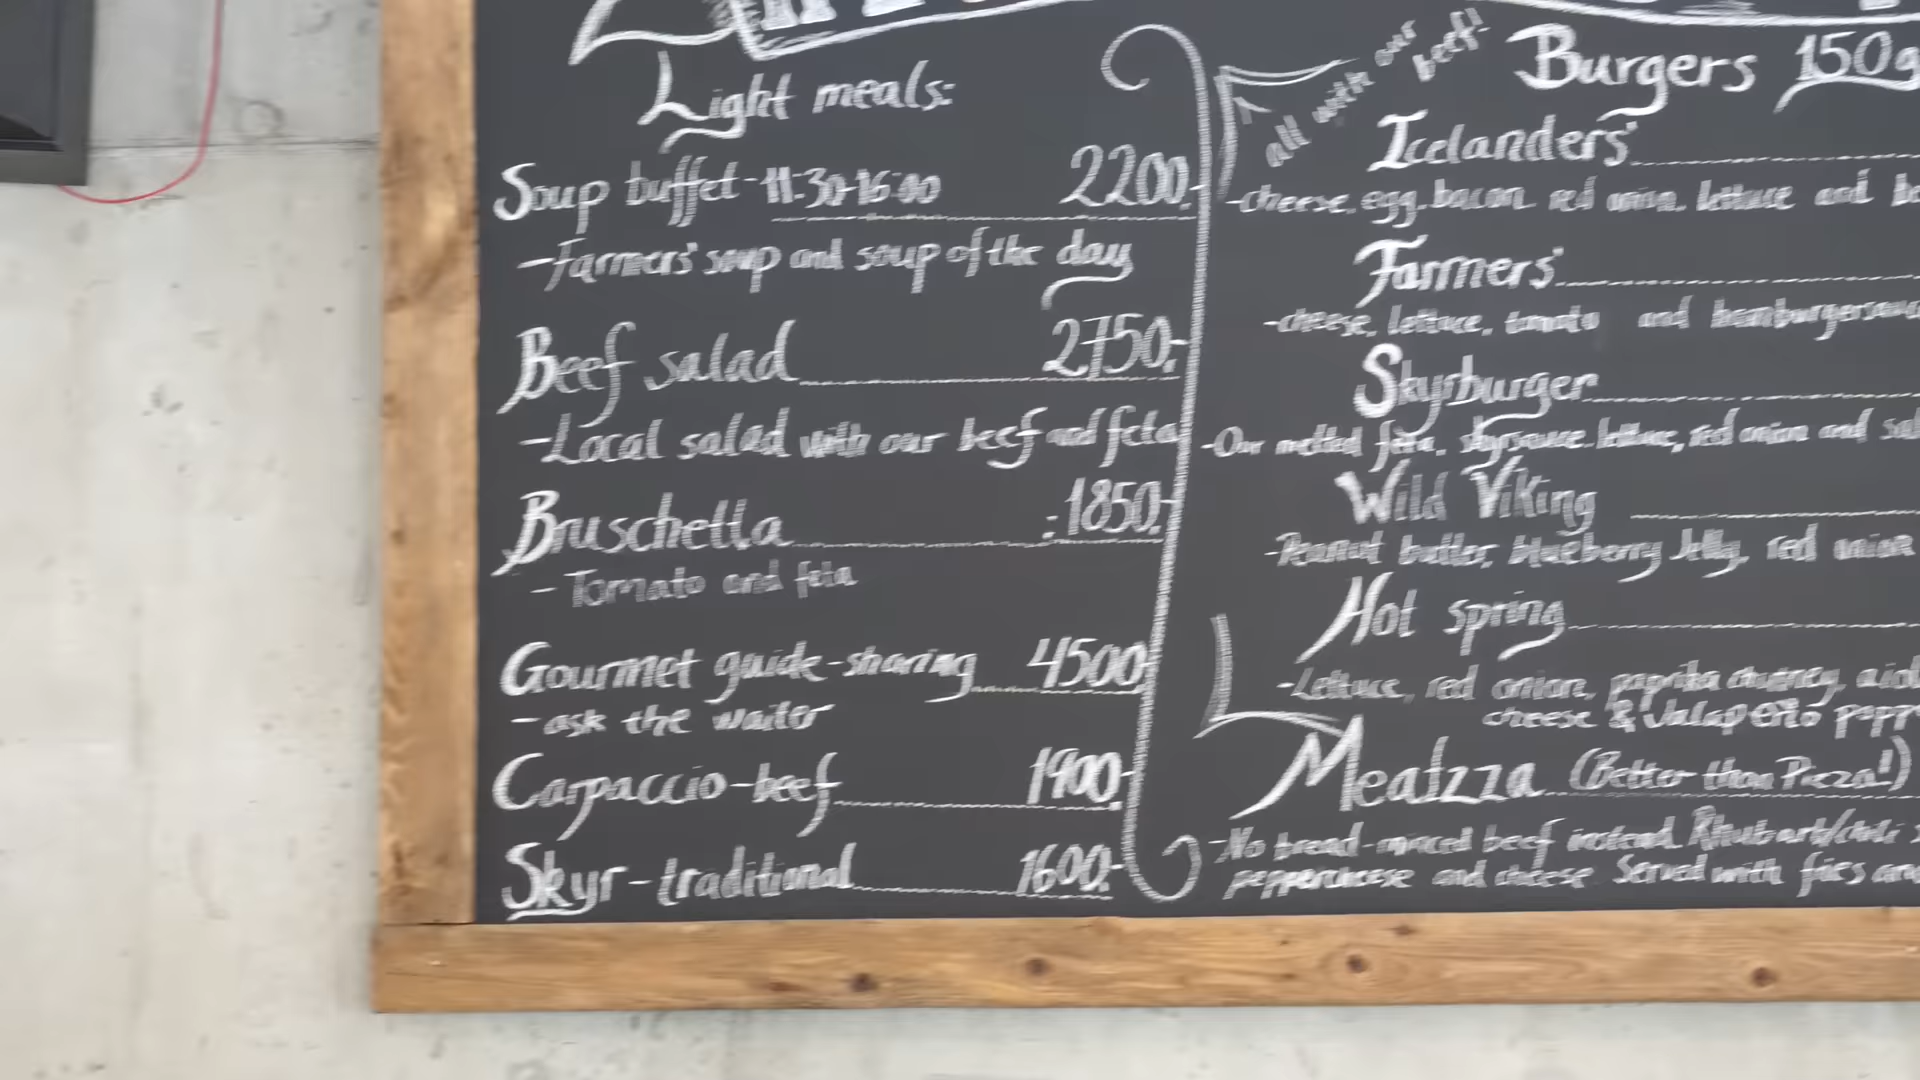 Light meals:
Soup buffet-11:30-16:00 2200.-
-Farmers' soup and soup of the day
Beef salad 2750.-
-Local salad with our beef and feta
Bruschetta 1850.-
- Tomato and feta
Gourmet guide-sharing 4500.-
- ask the waiter
Carpaccio-beef 1900.-
Skyr-traditional 1600.-
all with our beef!
Burgers 150g
Icelanders'
-cheese, egg, bacon, red onion, lettuce and
Farmers'
-cheese, lettuce, tomato and
Skyrburger
-Our melted feta, skyrsauce, lettuce, red onion and
Wild Viking
-Peanut butter, blueberry Jelly, red onion
Hot spring
-Lettuce, red onion, paprika chutney,
cheese & Jalapeño
Meatzza (Better than Pizza!)
-No bread-minced beef instead. Rhubarb/chili
peppercheese and cheese Served with fries